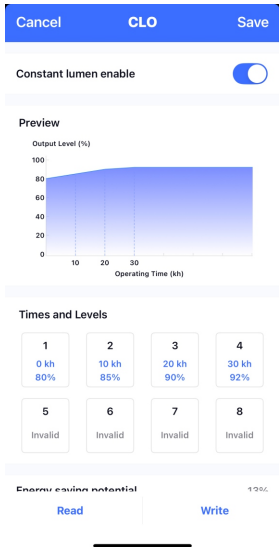 Cancel CLO Save
Constant lumen enable
Preview
Output Level (%)
100
80
60
40
20
0
10 20 30
Operating Time (kh)
Times and Levels
1 2 3 4
0 kh 10 kh 20 kh 30 kh
80% 85% 90% 92%
5 6 7 8
Invalid Invalid Invalid Invalid
Energy saving potential 13%
Read Write